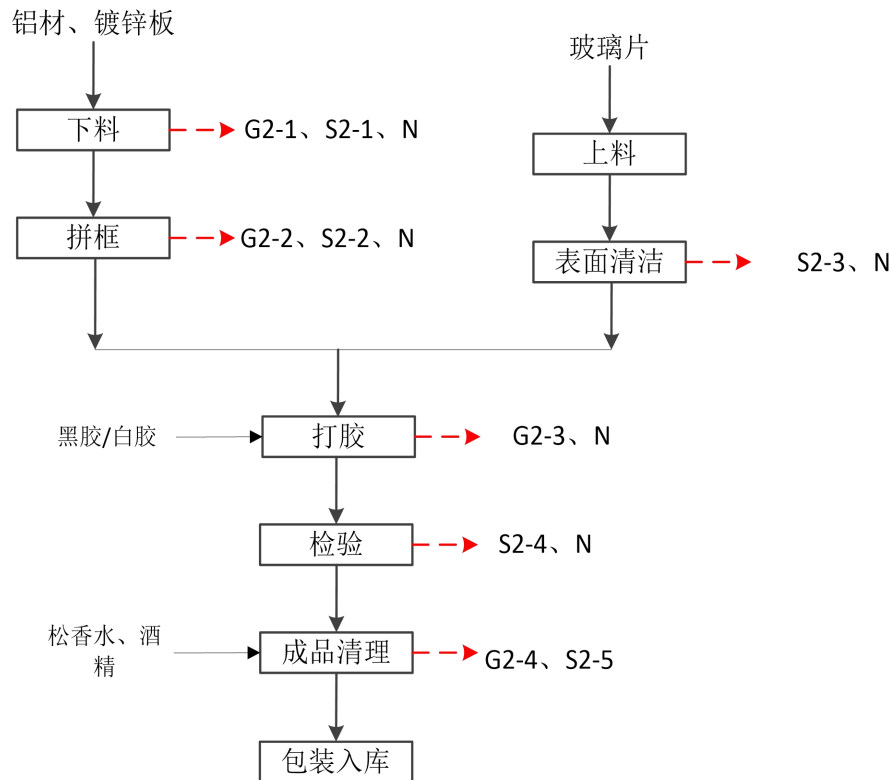 铝材、镀锌板
玻璃片
下料
G2-1、S2-1、N
上料
拼框
G2-2、S2-2、N
表面清洁
S2-3、N
黑胶/白胶
打胶
G2-3、N
检验
S2-4、N
松香水、酒
精
成品清理
G2-4、S2-5
包装入库